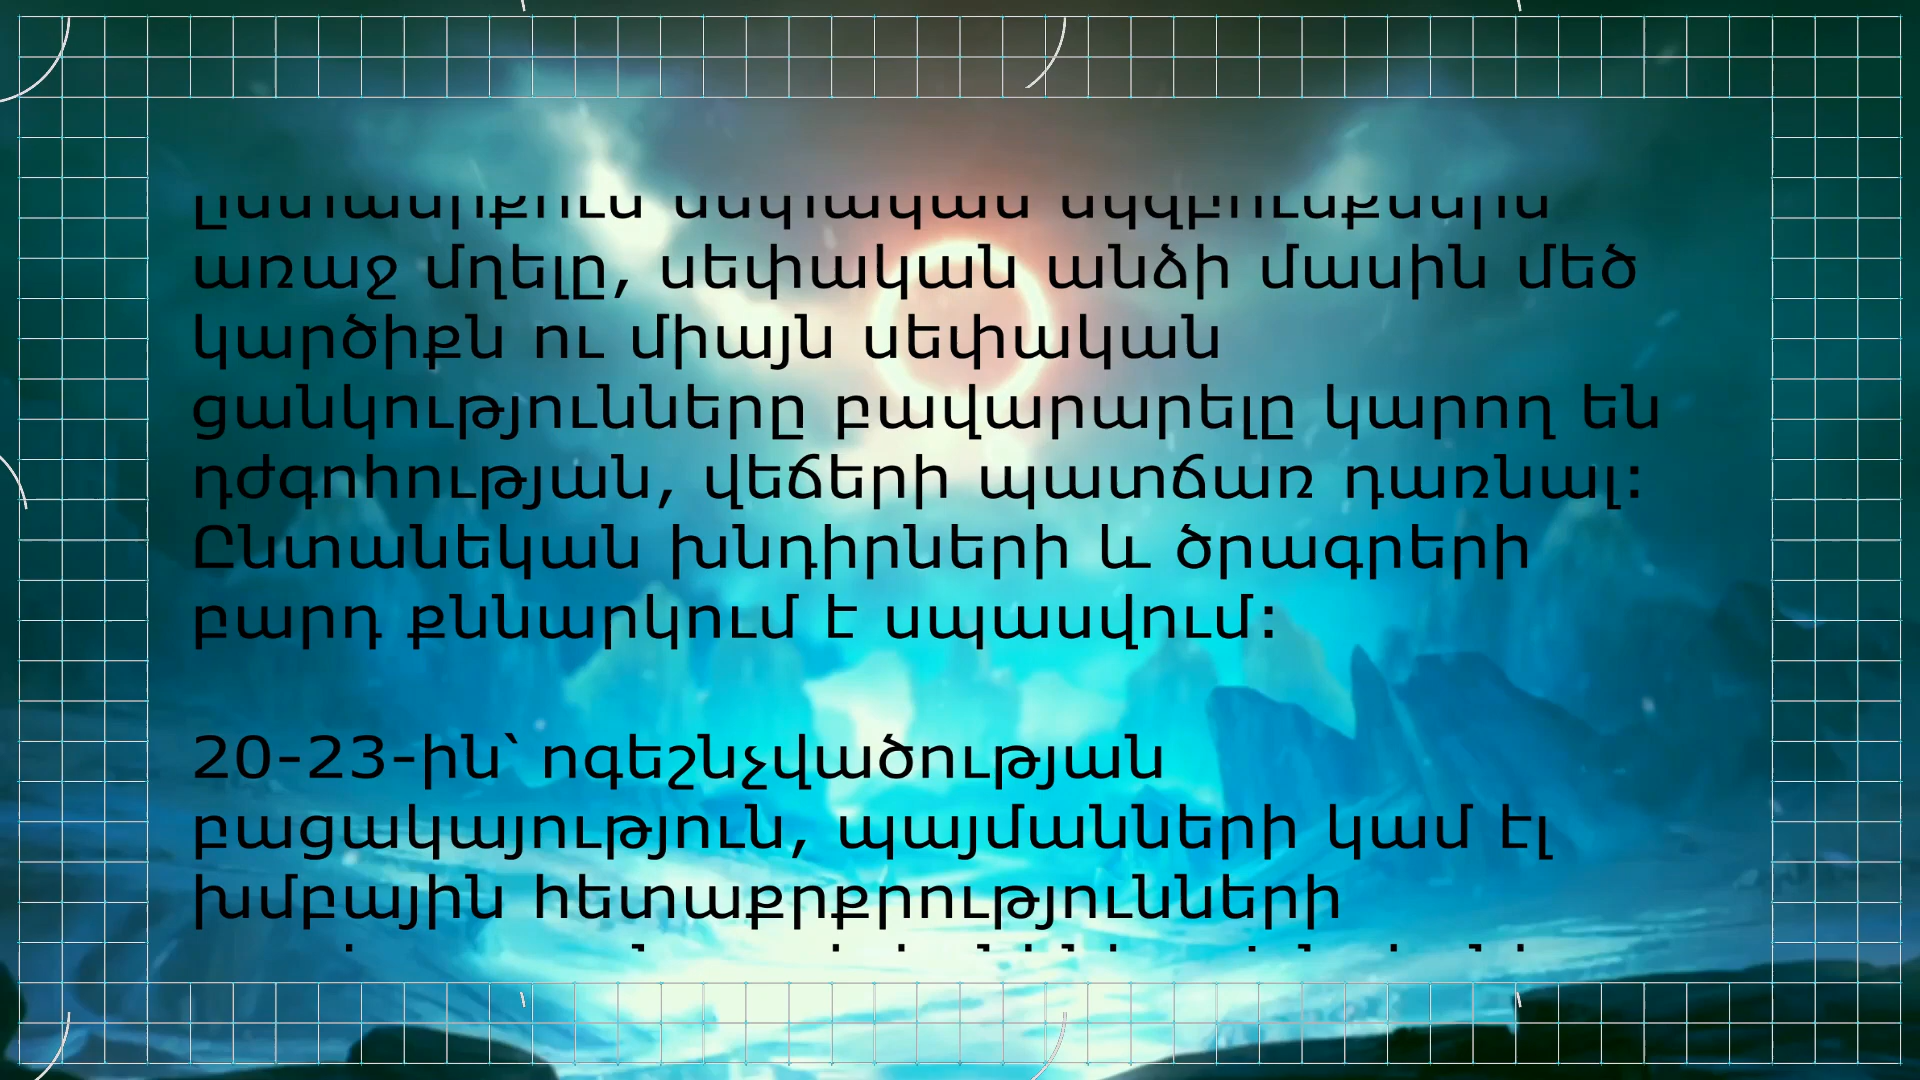 առաջ մղելը, սեփական անձի մասին մեծ
կարծիքն ու միայն սեփական
ցանկությունները բավարարելը կարող են
դժգոհության, վեճերի պատճառ դառնալ:
Ընտանեկան խնդիրների և ծրագրերի
բարդ քննարկում է սպասվում:
20-23-ին՝ ոգեշնչվածության
բացակայություն, պայմանների կամ էլ
խմբային հետաքրքրությունների